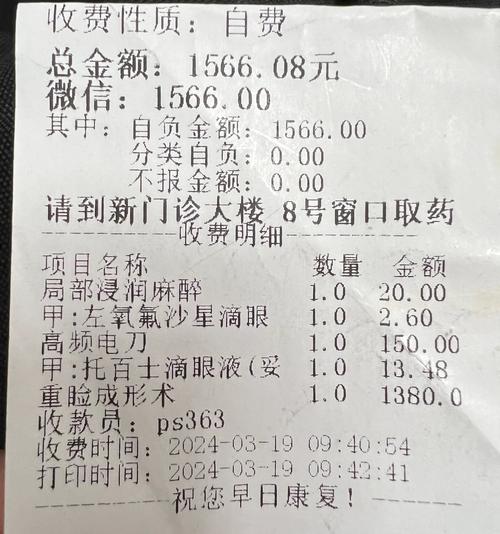 收费性质：自费
总金额：1566.08元
微信：1566.00
其中：自负金额：1566.00
分类自负：0.00
不报金额：0.00
请到新门诊大楼 8号窗口取药
收费明细
项目名称 数量 金额
局部浸润麻醉 1.0 20.00
甲:左氧氟沙星滴眼 1.0 2.60
高频电刀 1.0 150.00
甲:托百士滴眼液(妥 1.0 13.48
重睑成形术 1.0 1380.0
收款员：ps363
收费时间：2024-03-19 09:40:54
打印时间：2024-03-19 09:42:41
祝您早日康复！